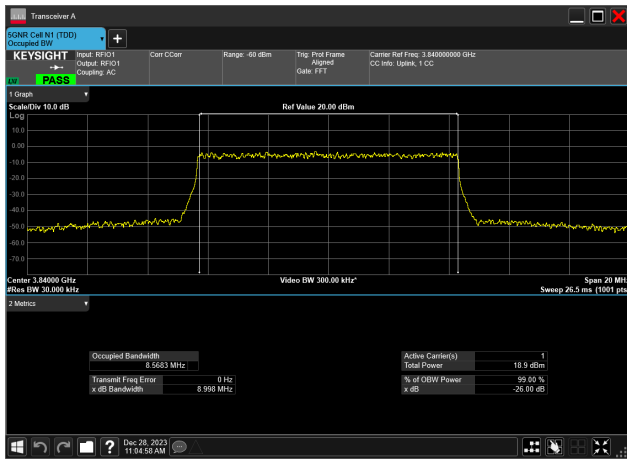 Transceiver A
5GNR Cell N1 (TDD)
Occupied BW
KEYSIGHT
LXI
PASS
Input: RFIO1
Output: RFIO1
Coupling: AC
Corr CCorr
Range: -60 dBm
Trig: Prot Frame
Aligned
Gate: FFT
Carrier Ref Freq: 3.840000000 GHz
CC Info: Uplink, 1 CC
1 Graph
Scale/Div 10.0 dB
Ref Value 20.00 dBm
Log
10.0
0.00
-10.0
-20.0
-30.0
-40.0
-50.0
-60.0
-70.0
Center 3.84000 GHz
Video BW 300.00 kHz*
Span 20 MHz
#Res BW 30.000 kHz
Sweep 26.5 ms (1001 pts
2 Metrics
Occupied Bandwidth
8.5683 MHz
Transmit Freq Error 0 Hz
x dB Bandwidth 8.998 MHz
Active Carrier(s) 1
Total Power 18.9 dBm
% of OBW Power 99.00 %
x dB -26.00 dB
?
Dec 28, 2023
11:04:58 AM